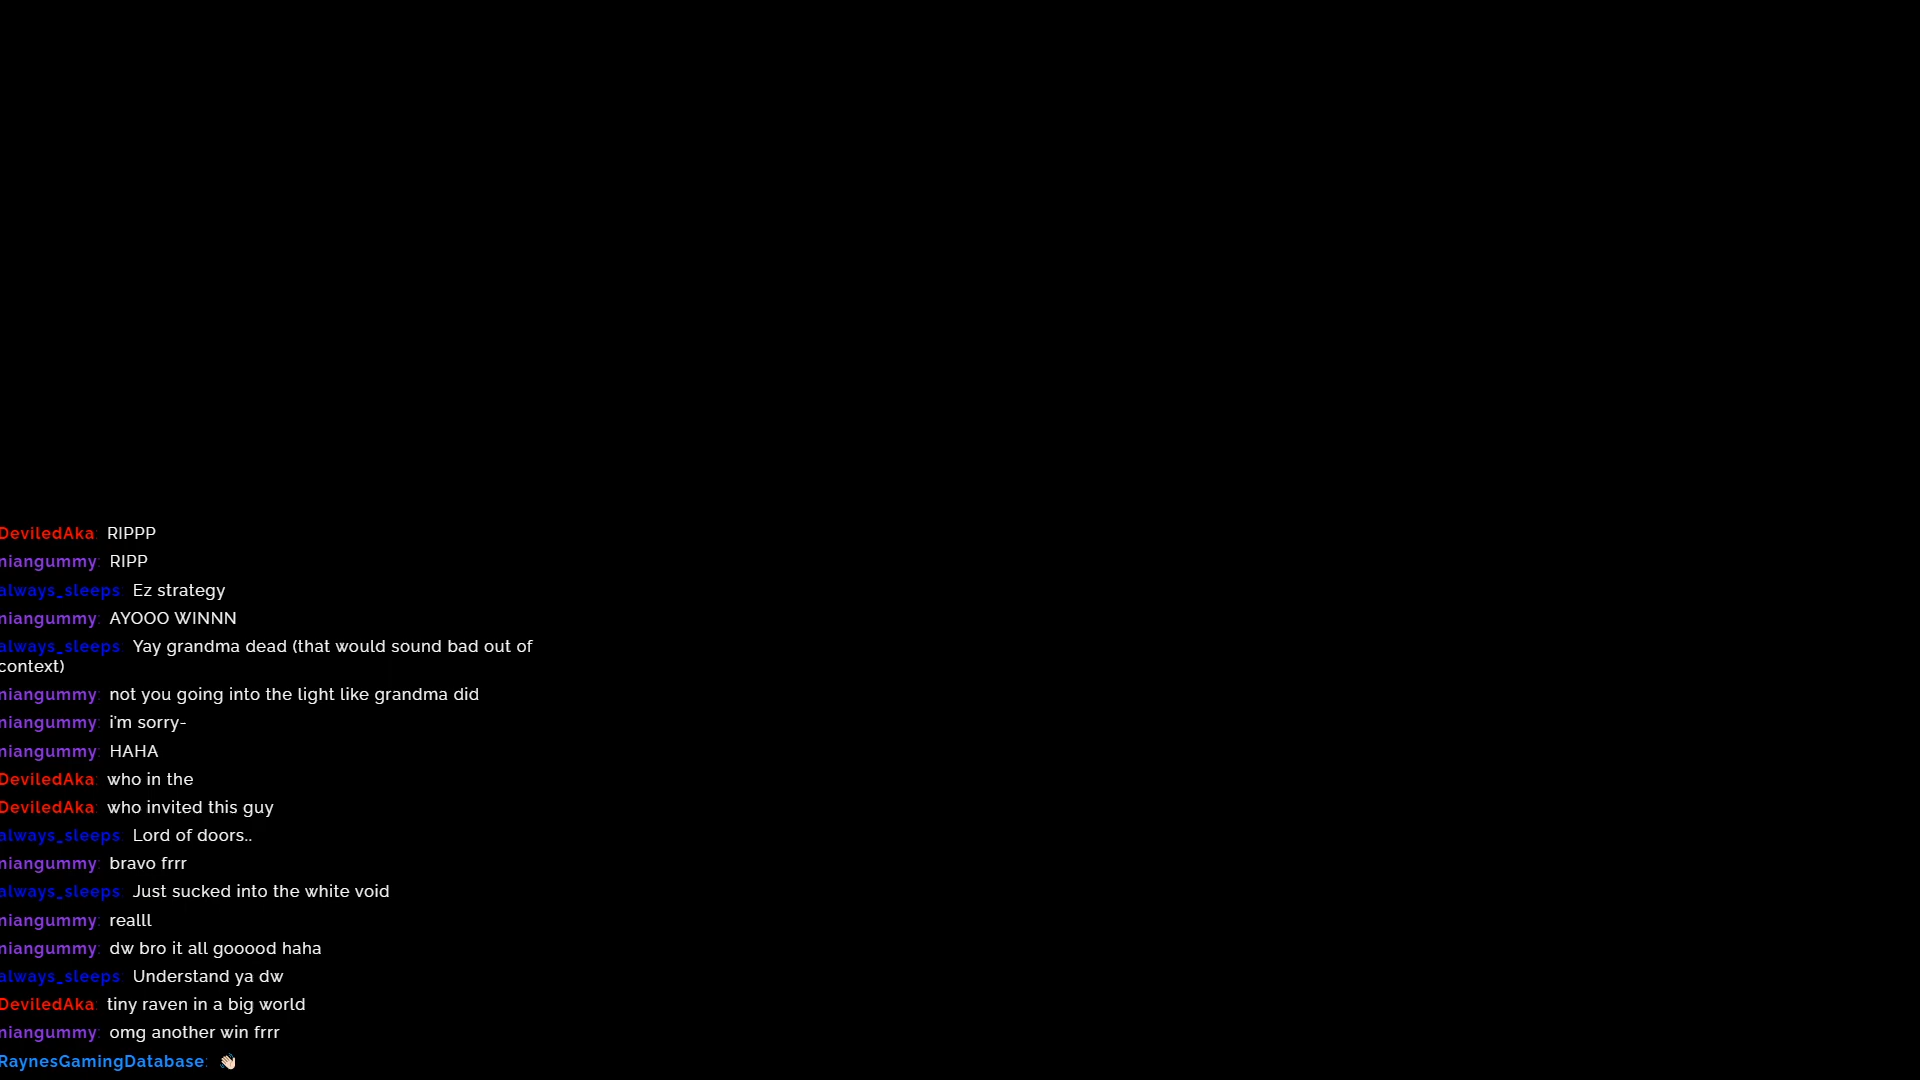 DeviledAka: RIPPP
niangummy: RIPP
always_sleeps: Ez strategy
niangummy: AYOOO WINNN
always_sleeps: Yay grandma dead (that would sound bad out of
context)
niangummy: not you going into the light like grandma did
niangummy: i'm sorry-
niangummy: HAHA
DeviledAka: who in the
DeviledAka: who invited this guy
always_sleeps: Lord of doors..
niangummy: bravo frrr
always_sleeps: Just sucked into the white void
niangummy: realll
niangummy: dw bro it all gooood haha
always_sleeps: Understand ya dw
DeviledAka: tiny raven in a big world
niangummy: omg another win frrr
RaynesGamingDatabase: 👋🏻